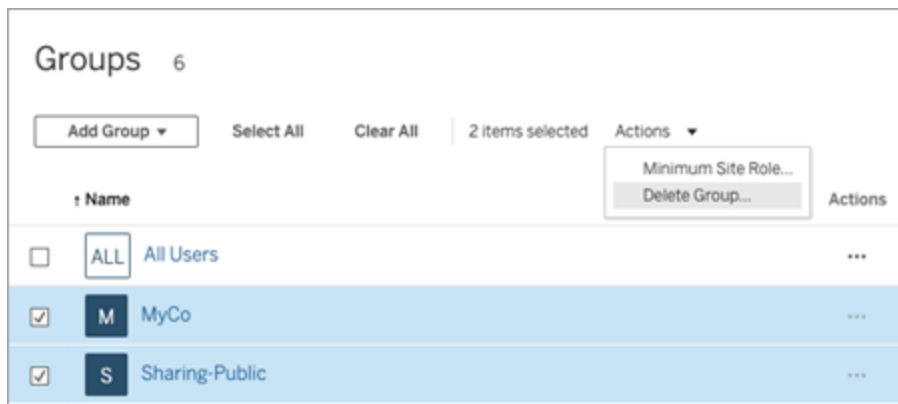 Groups 6
Add Group ▾ Select All Clear All 2 items selected Actions ▾
Minimum Site Role...
Delete Group...
↑ Name Actions
ALL All Users ...
M MyCo ...
S Sharing-Public ...